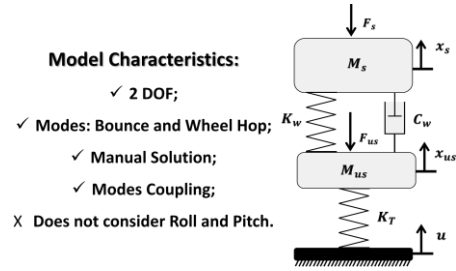 Model Characteristics:
✓ 2 DOF;
✓ Modes: Bounce and Wheel Hop;
✓ Manual Solution;
✓ Modes Coupling;
X Does not consider Roll and Pitch.
F_s
x_s
M_s
K_w
F_us
C_w
x_us
M_us
K_T
u